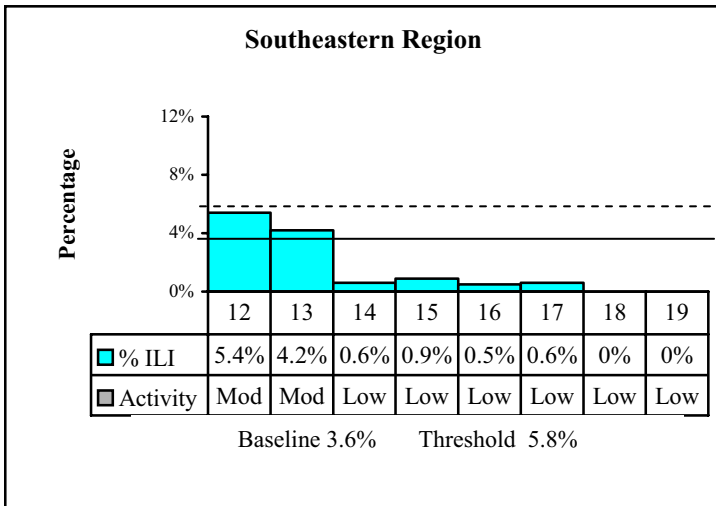 Southeastern Region
Percentage
12%
8%
4%
0%
12 13 14 15 16 17 18 19
% ILI 5.4% 4.2% 0.6% 0.9% 0.5% 0.6% 0% 0%
Activity Mod Mod Low Low Low Low Low Low
Baseline 3.6% Threshold 5.8%